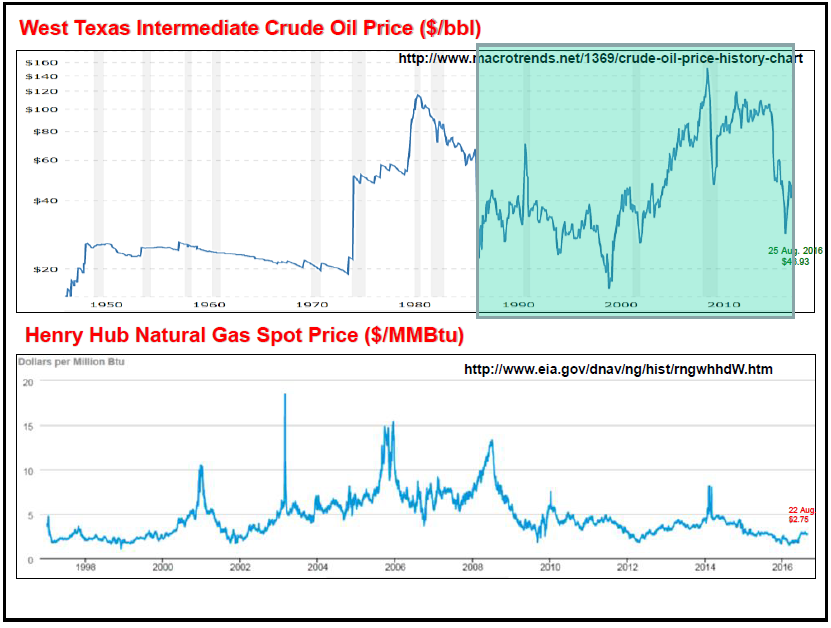 West Texas Intermediate Crude Oil Price ($/bbl)
http://www.macrotrends.net/1369/crude-oil-price-history-chart
$160
$140
$120
$100
$80
$60
$40
$20
25 Aug. 2016
1950 1960 1970 1980 1990 2000 2010
Henry Hub Natural Gas Spot Price ($/MMBtu)
Dollars per Million Btu
http://www.eia.gov/dnav/ng/hist/rngwhhdW.htm
20
15
10
5
22 Aug
$2.75
0
1998 2000 2002 2004 2006 2008 2010 2012 2014 2016